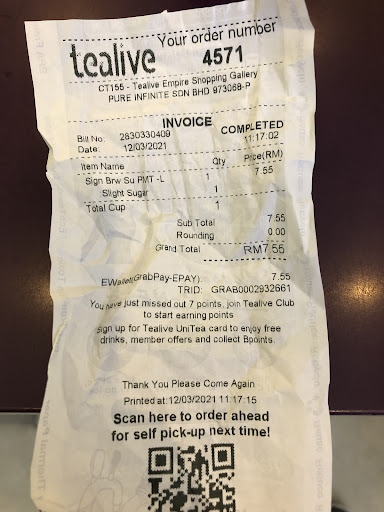 tealive Your order number
4571
CT155 - Tealive Empire Shopping Gallery
PURE INFINITE SDN BHD 973068-P
INVOICE
Bill No: 2830330409 COMPLETED
Date: 12/03/2021 11:17:02
Item Name Qty Price(RM)
Sign Brw Su PMT -L 1 7.55
Slight Sugar 1
Total Cup 1
Sub Total 7.55
Rounding 0.00
Grand Total RM7.55
EWallet(GrabPay-EPAY): 7.55
TRID: GRAB0002932661
You have just missed out 7 points, join Tealive Club
to start earning points
Sign up for Tealive UniTea card to enjoy free
drinks, member offers and collect Bpoints.
Thank You Please Come Again
Printed at:12/03/2021 11:17:15
Scan here to order ahead
for self pick-up next time!